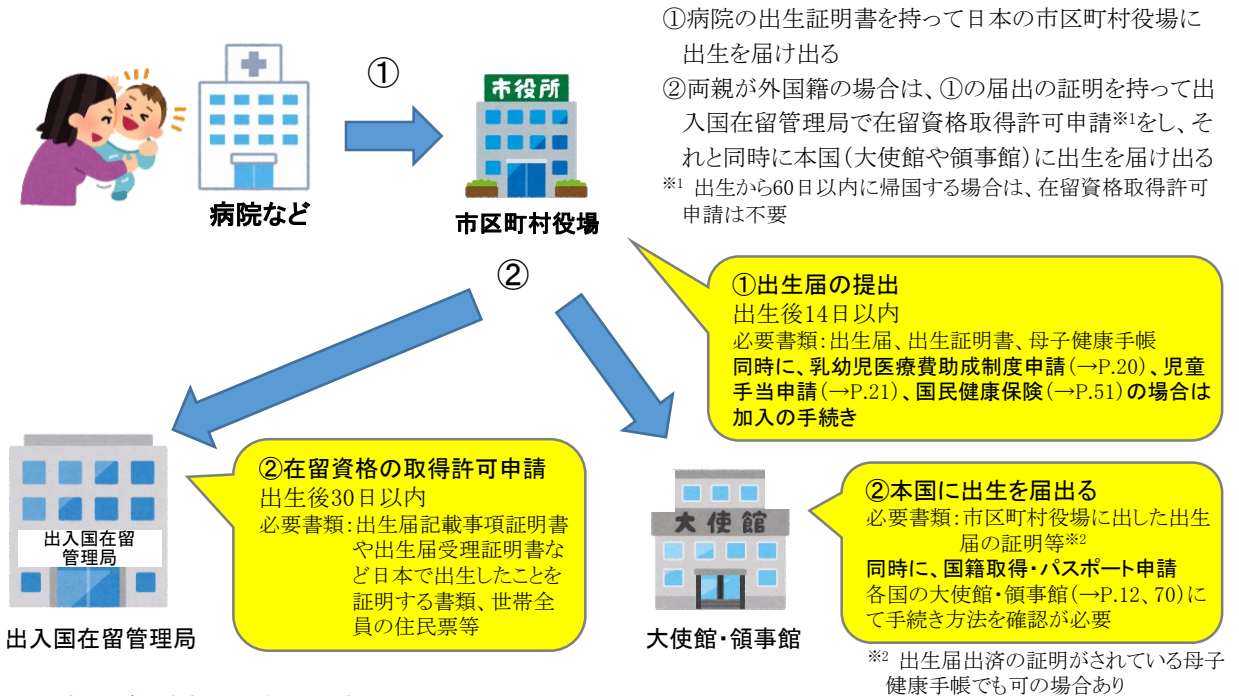 ①病院の出生証明書を持って日本の市区町村役場に
出生を届け出る
②両親が外国籍の場合は、①の届出の証明を持って出
入国在留管理局で在留資格取得許可申請※1をし、そ
れと同時に本国(大使館や領事館)に出生を届け出る
※1 出生から60日以内に帰国する場合は、在留資格取得許可
申請は不要
①
市役所
病院など
市区町村役場
②
①出生届の提出
出生後14日以内
必要書類:出生届、出生証明書、母子健康手帳
同時に、乳幼児医療費助成制度申請(→P.20)、児童
手当申請(→P.21)、国民健康保険(→P.51)の場合は
加入の手続き
②在留資格の取得許可申請
出生後30日以内
必要書類:出生届記載事項証明書
や出生届受理証明書な
ど日本で出生したことを
証明する書類、世帯全
員の住民票等
出入国在留
管理局
出入国在留管理局
大使館
大使館・領事館
②本国に出生を届出る
必要書類:市区町村役場に出した出生
届の証明等※2
同時に、国籍取得・パスポート申請
各国の大使館・領事館(→P.12、70)に
て手続き方法を確認が必要
※2 出生届出済の証明がされている母子
健康手帳でも可の場合あり